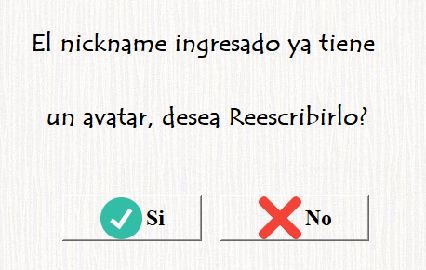 El nickname ingresado ya tiene
un avatar, desea Reescribirlo?
Si No